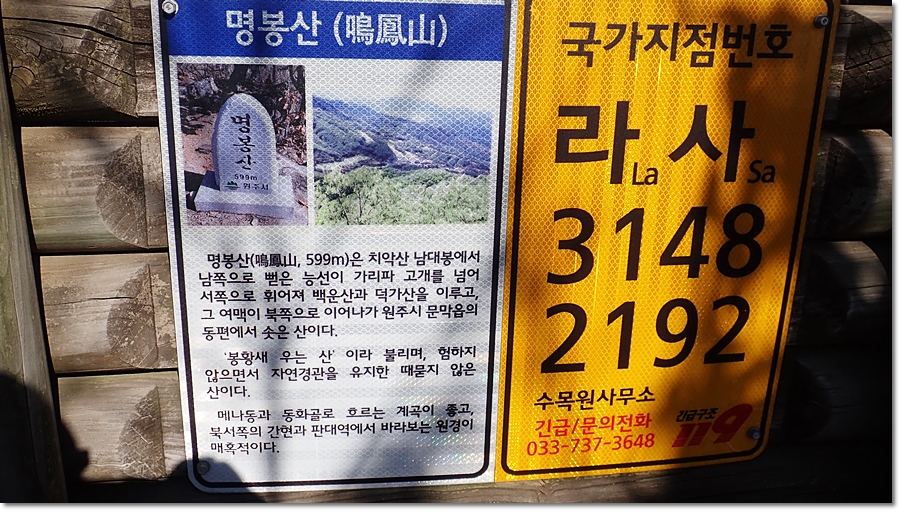 명봉산 (鳴鳳山)
명봉산
599m
원주시
명봉산(鳴鳳山, 599m)은 치악산 남대봉에서
남쪽으로 뻗은 능선이 가리파 고개를 넘어
서쪽으로 휘어져 백운산과 덕가산을 이루고,
그 여맥이 북쪽으로 이어나가 원주시 문막읍의
동편에서 솟은 산이다.
'봉황새 우는 산' 이라 불리며, 험하지
않으면서 자연경관을 유지한 때묻지 않은
산이다.
메나동과 동화골로 흐르는 계곡이 좋고,
북서쪽의 간현과 판대역에서 바라보는 원경이
매혹적이다.
국가지점번호
라La 사Sa
3148
2192
수목원사무소
긴급/문의전화
033-737-3648
긴급구조
119